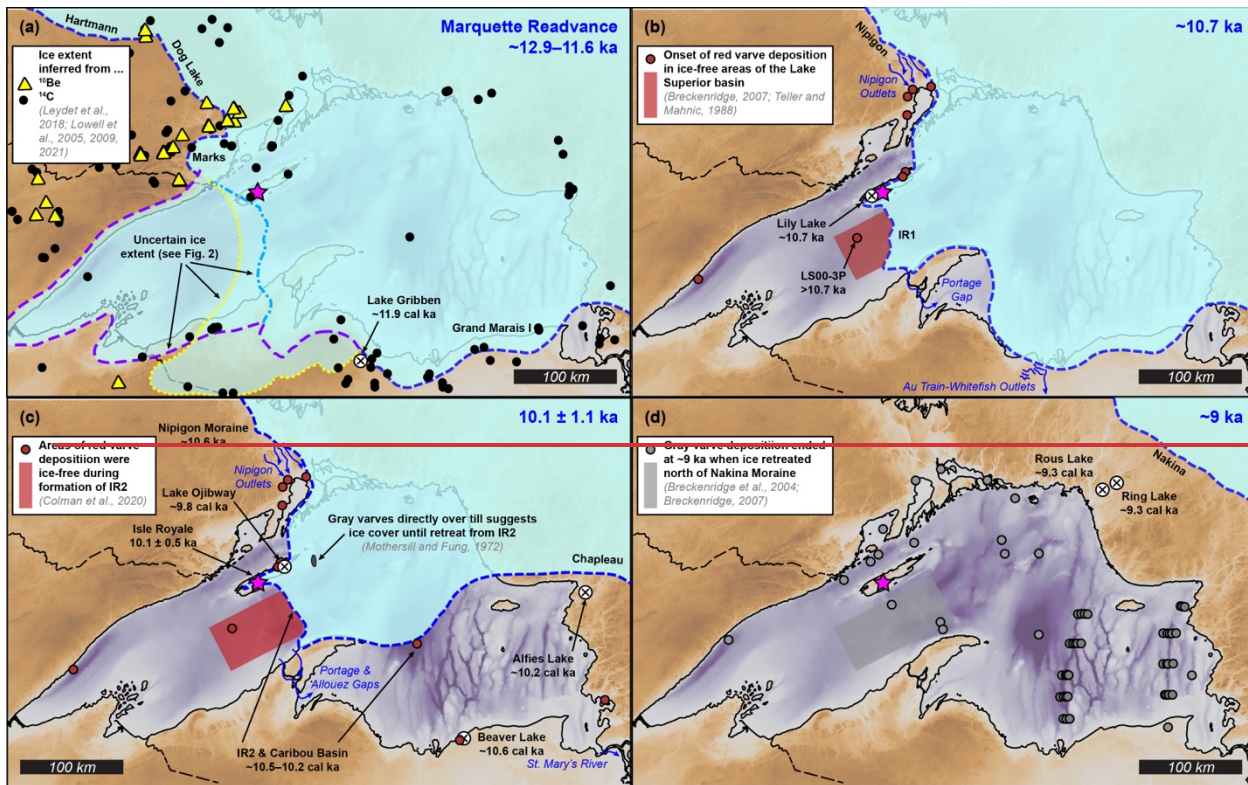 (a)
Hartmann
Dog Lake
Marquette Readvance
~12.9–11.6 ka
Ice extent
inferred from ...
¹⁰Be
¹⁴C
(Leydet et al.,
2018; Lowell et
al., 2005, 2009,
2021)
Marks
Uncertain ice
extent (see Fig. 2)
Lake Gribben
~11.9 cal ka
Grand Marais I
100 km
(b)
~10.7 ka
Nipigon
Onset of red varve deposition
in ice-free areas of the Lake
Superior basin
(Breckenridge, 2007; Teller and
Mahnic, 1988)
Nipigon
Outlets
Lily Lake
~10.7 ka
IR1
LS00-3P
>10.7 ka
Portage
Gap
Au Train-Whitefish Outlets
100 km
(c)
10.1 ± 1.1 ka
Nipigon Moraine
~10.6 ka
Areas of red varve
depositiion were
ice-free during
formation of IR2
(Colman et al., 2020)
Nipigon
Outlets
Lake Ojibway
~9.8 cal ka
Isle Royale
10.1 ± 0.5 ka
Gray varves directly over till suggests
ice cover until retreat from IR2
(Mothersill and Fung, 1972)
Chapleau
Alfies Lake
~10.2 cal ka
Portage &
Allouez Gaps
IR2 & Caribou Basin
~10.5–10.2 cal ka
Beaver Lake
~10.6 cal ka
St. Mary's River
100 km
(d)
~9 ka
Gray varve depositiion ended
at ~9 ka when ice retreated
north of Nakina Moraine
(Breckenridge et al., 2004;
Breckenridge, 2007)
Rous Lake
~9.3 cal ka
Nakina
Ring Lake
~9.3 cal ka
100 km